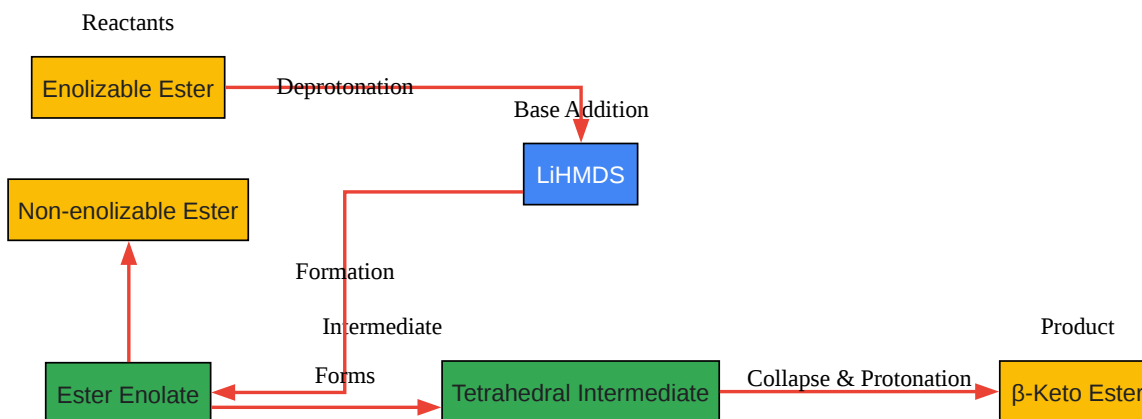 Reactants
Enolizable Ester
Deprotonation
Base Addition
LiHMDS
Non-enolizable Ester
Formation
Intermediate
Product
Forms
Ester Enolate
Tetrahedral Intermediate
Collapse & Protonation
β-Keto Ester